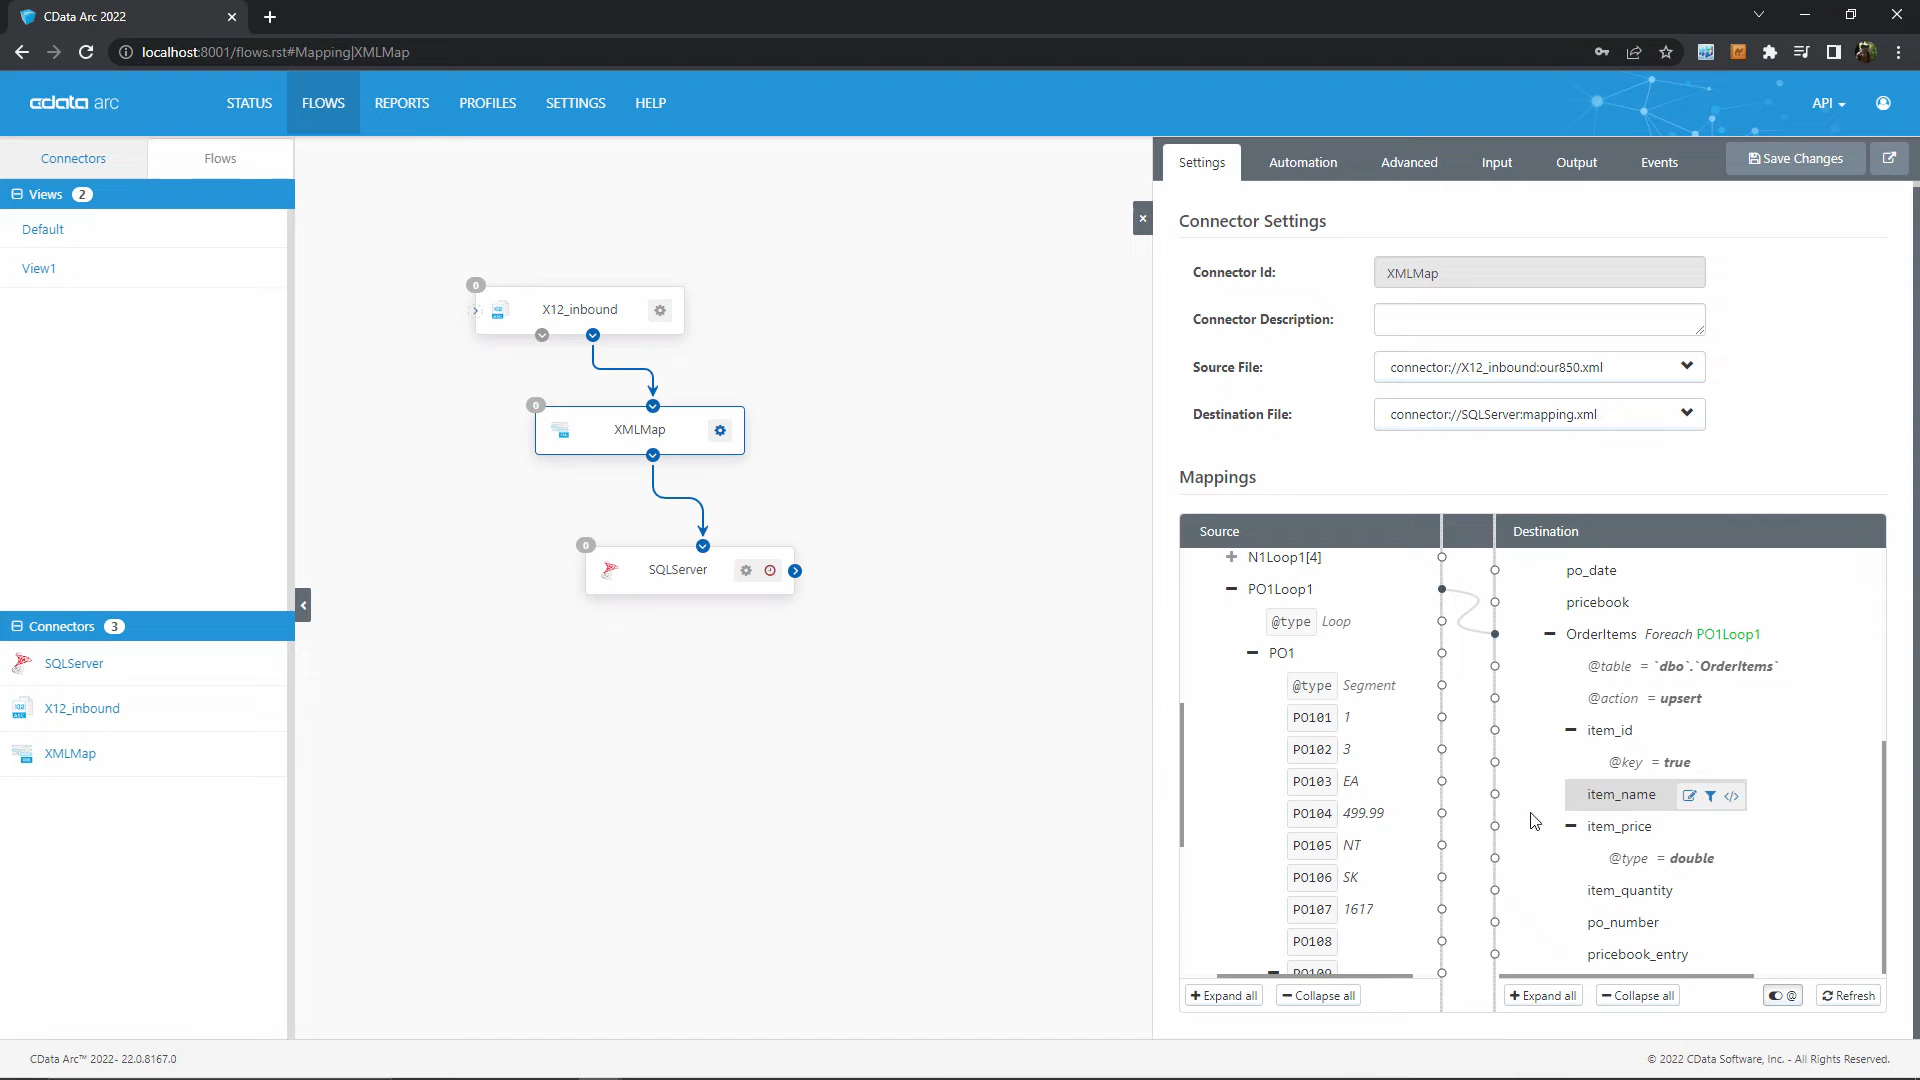 CData Arc 2022
localhost:8001/flows.rst#Mapping|XMLMap
cdata arc
STATUS
FLOWS
REPORTS
PROFILES
SETTINGS
HELP
API
Connectors
Flows
Views 2
Default
View1
Connectors 3
SQLServer
X12_inbound
XMLMap
0
X12_inbound
0
XMLMap
0
SQLServer
Settings
Automation
Advanced
Input
Output
Events
Save Changes
Connector Settings
Connector Id:
XMLMap
Connector Description:
Source File:
connector://X12_inbound:our850.xml
Destination File:
connector://SQLServer:mapping.xml
Mappings
Source
N1Loop1[4]
PO1Loop1
@type Loop
PO1
@type Segment
PO101 1
PO102 3
PO103 EA
PO104 499.99
PO105 NT
PO106 SK
PO107 1617
PO108
PO109
Expand all
Collapse all
Destination
po_date
pricebook
OrderItems Foreach PO1Loop1
@table = `dbo`.`OrderItems`
@action = upsert
item_id
@key = true
item_name
item_price
@type = double
item_quantity
po_number
pricebook_entry
Expand all
Collapse all
@
Refresh
CData Arc™ 2022- 22.0.8167.0
© 2022 CData Software, Inc. - All Rights Reserved.